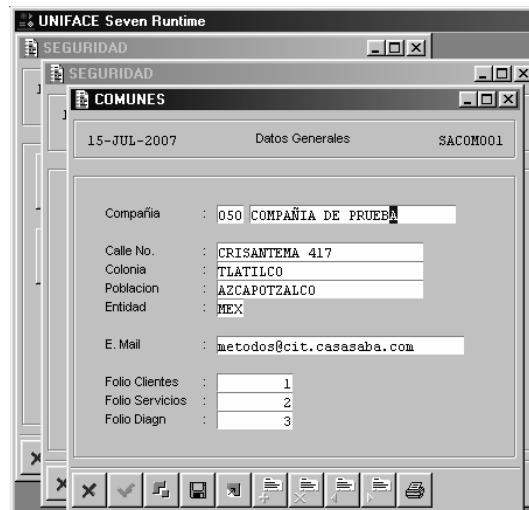 UNIFACE Seven Runtime
SEGURIDAD
SEGURIDAD
COMUNES
15-JUL-2007 Datos Generales SACOM001
Compañia : 050 COMPAÑIA DE PRUEBA
Calle No. : CRISANTEMA 417
Colonia : TLATILCO
Poblacion : AZCAPOTZALCO
Entidad : MEX
E. Mail : metodos@cit.casasaba.com
Folio Clientes : 1
Folio Servicios : 2
Folio Diagn : 3